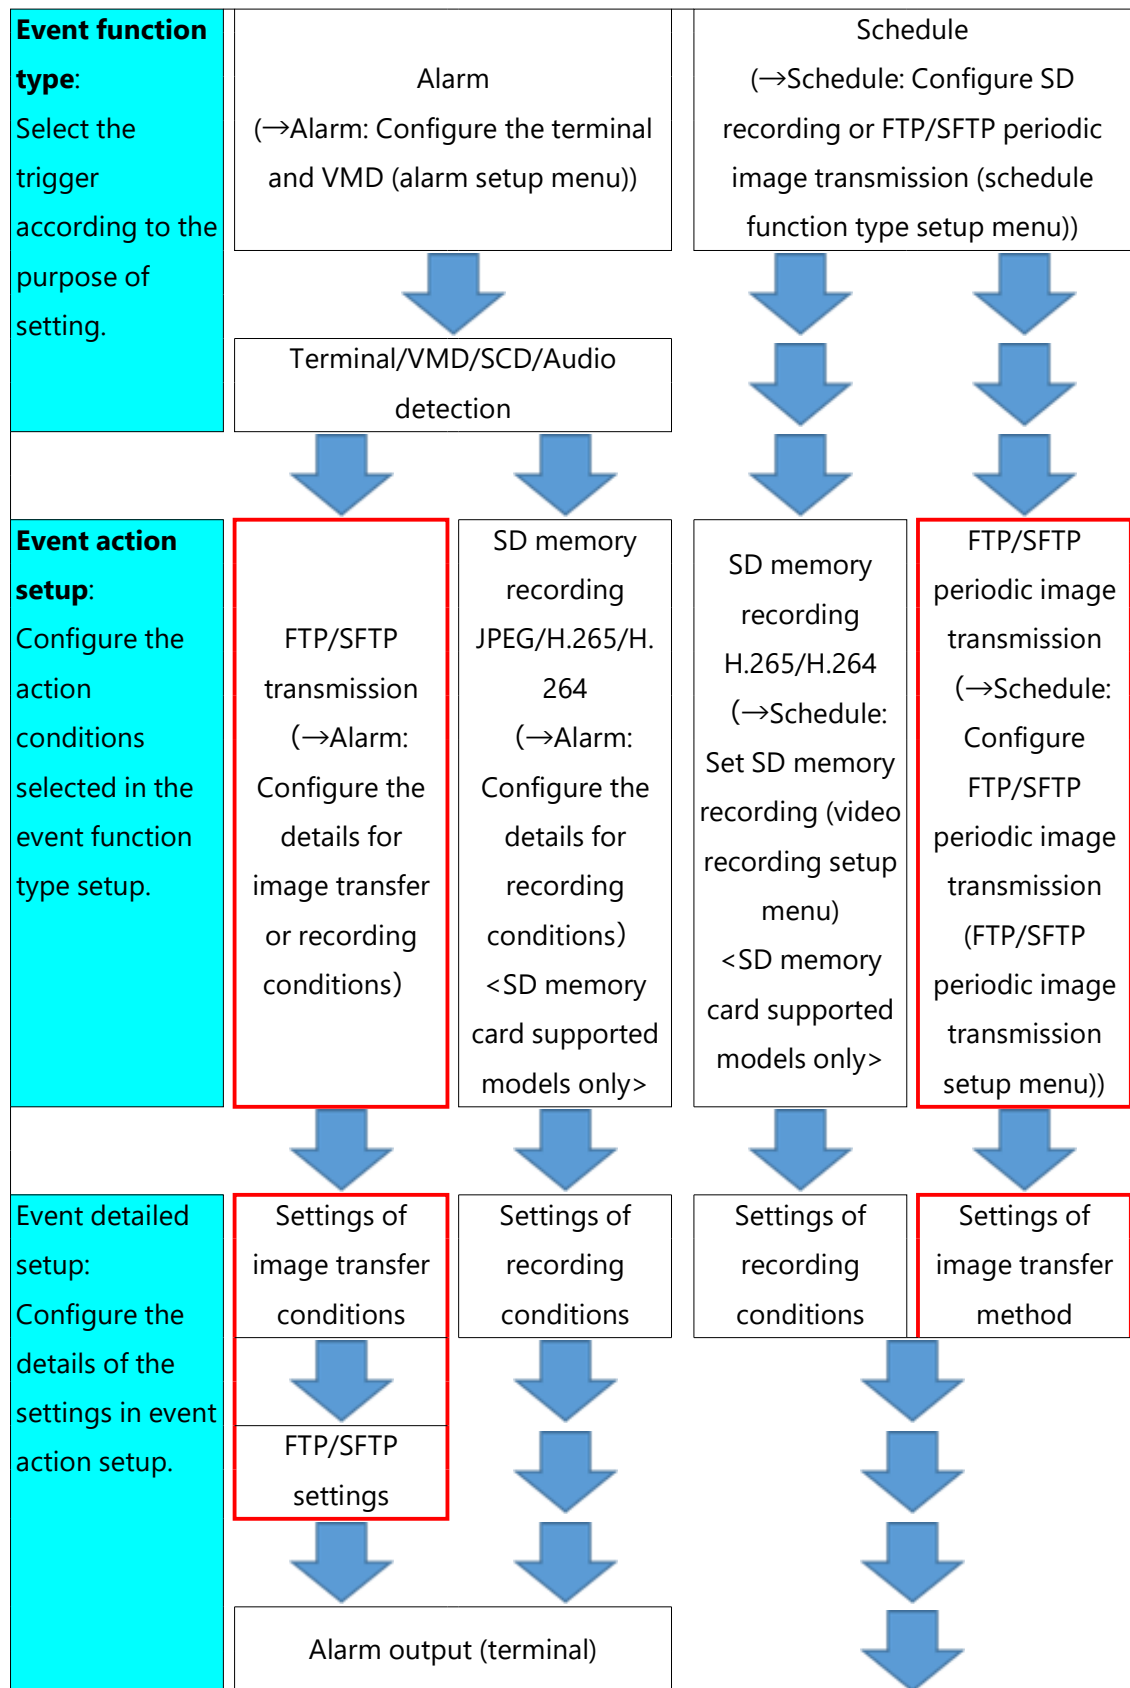 Event function
type:
Select the
trigger
according to the
purpose of
setting.
Alarm
(→Alarm: Configure the terminal
and VMD (alarm setup menu))
Schedule
(→Schedule: Configure SD
recording or FTP/SFTP periodic
image transmission (schedule
function type setup menu))
Terminal/VMD/SCD/Audio
detection
Event action
setup:
Configure the
action
conditions
selected in the
event function
type setup.
FTP/SFTP
transmission
（→Alarm:
Configure the
details for
image transfer
or recording
conditions）
SD memory
recording
JPEG/H.265/H.
264
（→Alarm:
Configure the
details for
recording
conditions）
<SD memory
card supported
models only>
SD memory
recording
H.265/H.264
（→Schedule:
Set SD memory
recording (video
recording setup
menu)
<SD memory
card supported
models only>
FTP/SFTP
periodic image
transmission
（→Schedule:
Configure
FTP/SFTP
periodic image
transmission
(FTP/SFTP
periodic image
transmission
setup menu))
Event detailed
setup:
Configure the
details of the
settings in event
action setup.
Settings of
image transfer
conditions
FTP/SFTP
settings
Settings of
recording
conditions
Settings of
recording
conditions
Settings of
image transfer
method
Alarm output (terminal)